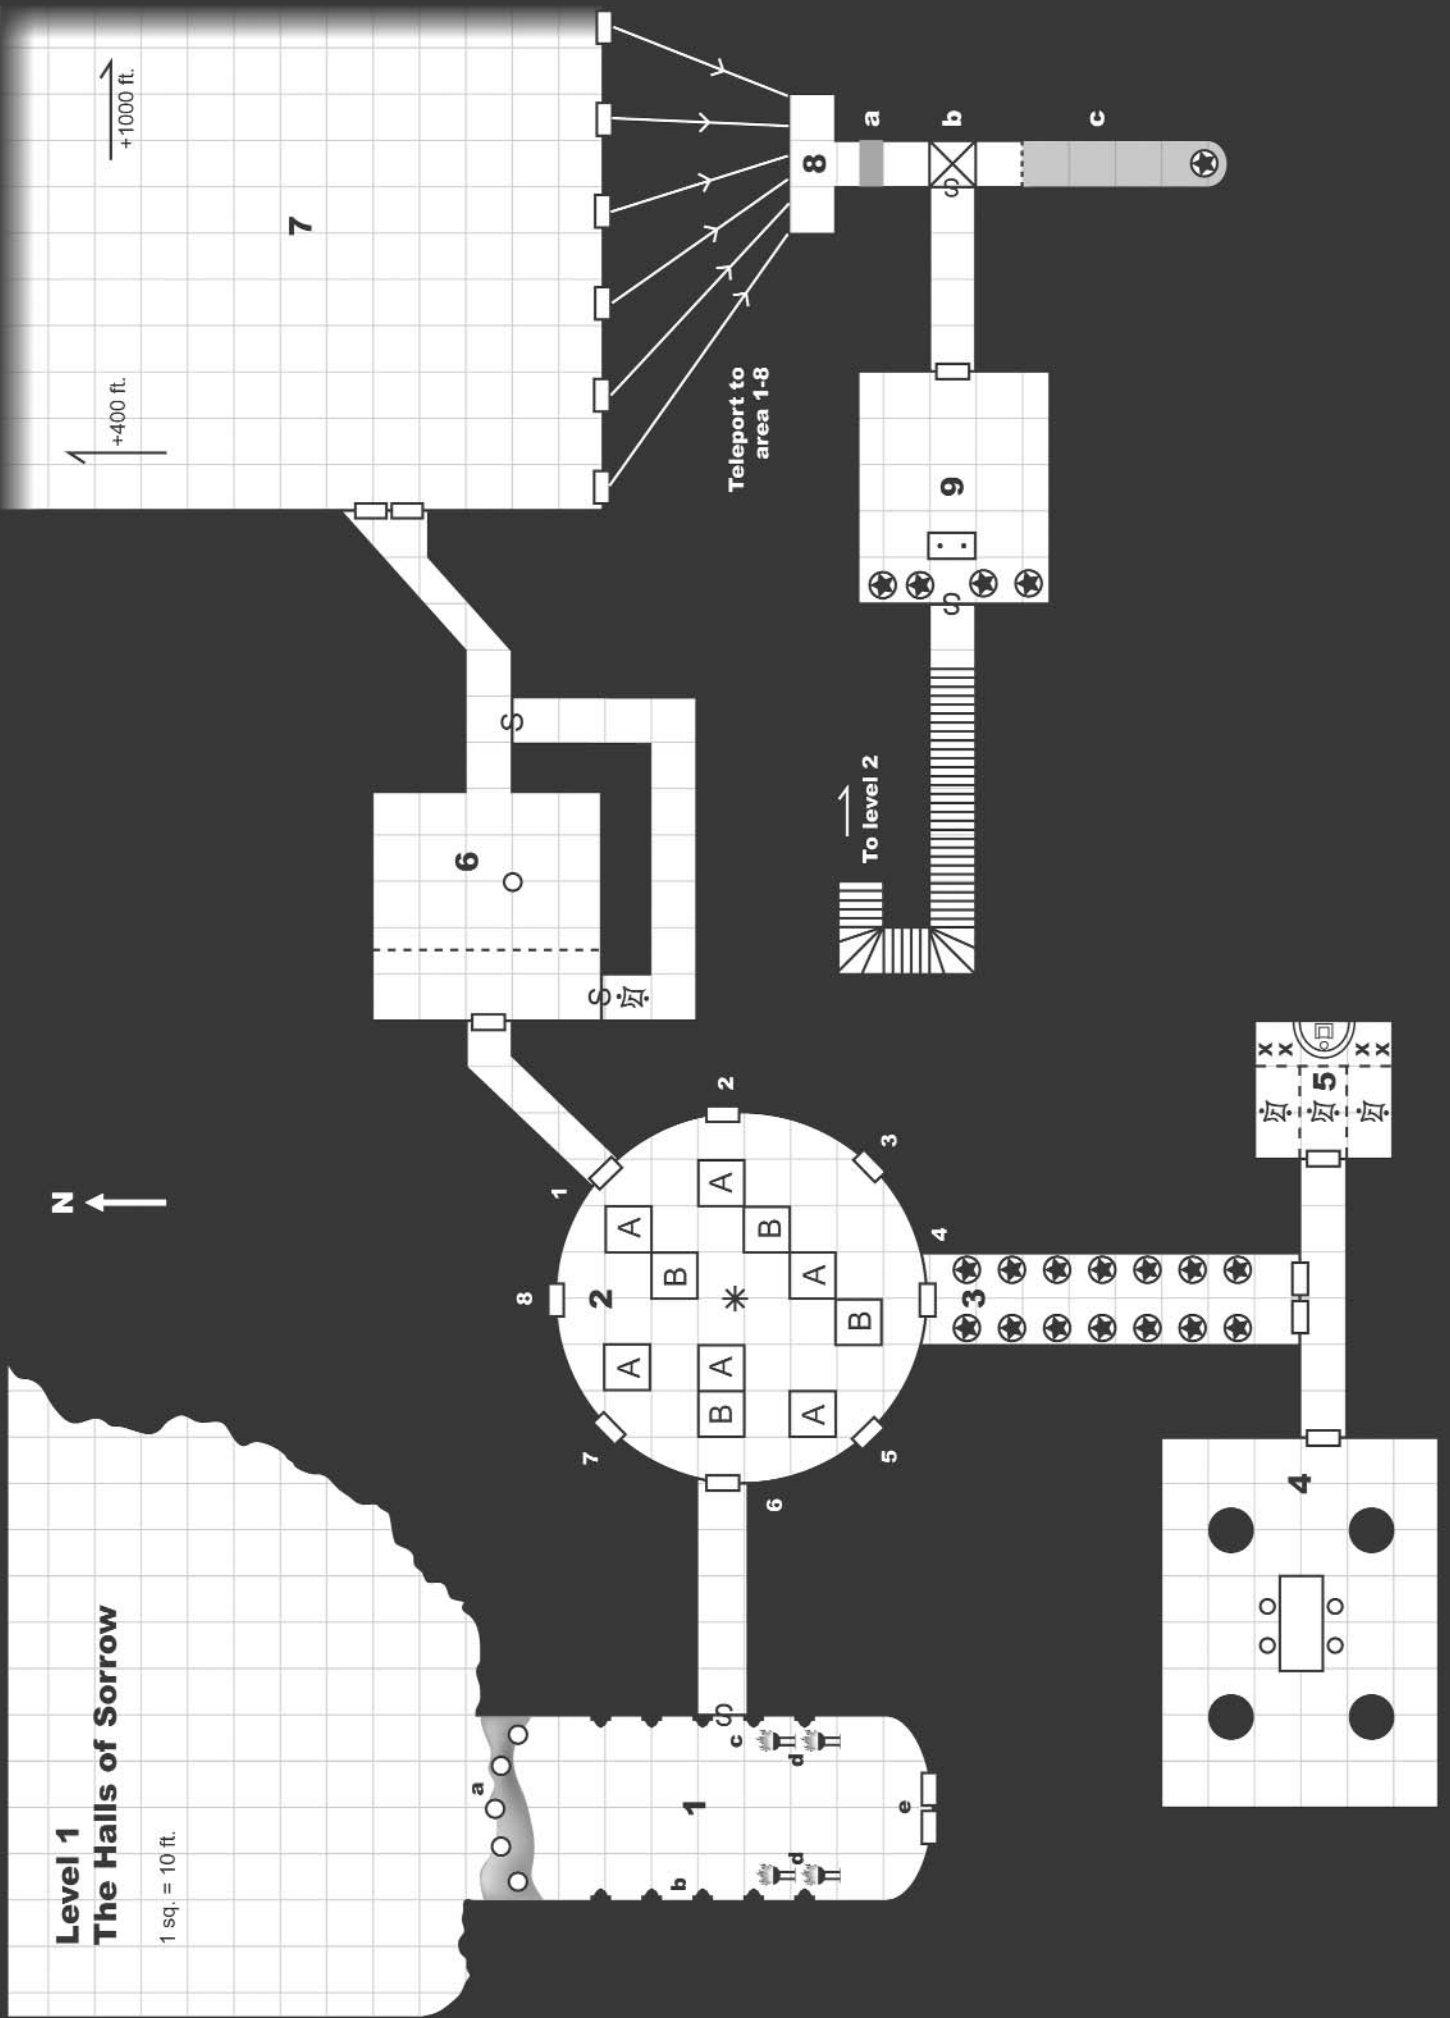 Level 1
The Halls of Sorrow
1 sq. = 10 ft.
N
+400 ft.
+1000 ft.
7
a
1
b
c
S
d
d
e
6
S
S
1
2
3
4
5
6
7
8
2
A
A
A
A
A
A
B
B
B
B
3
4
5
x
x
x
x
Teleport to
area 1-8
8
a
b
S
c
9
S
To level 2